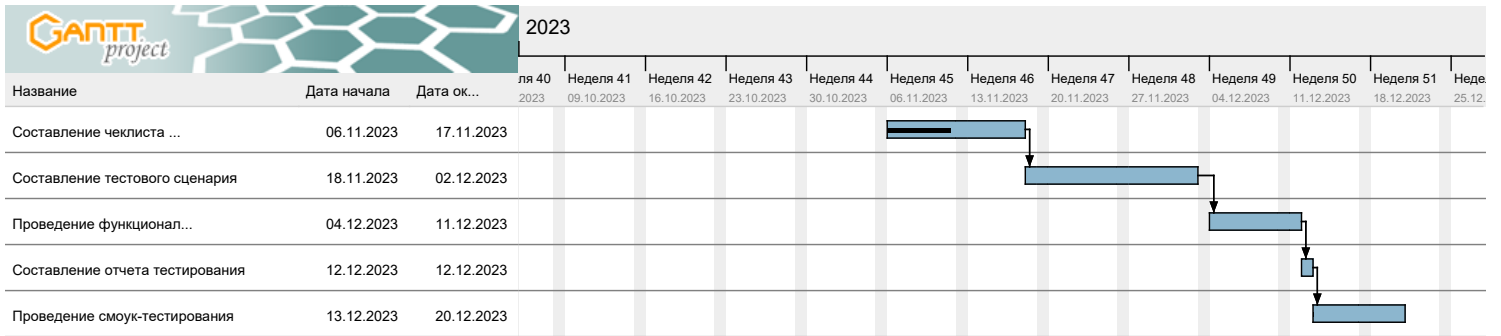 GANTT
project
2023
ля 40 Неделя 41 Неделя 42 Неделя 43 Неделя 44 Неделя 45 Неделя 46 Неделя 47 Неделя 48 Неделя 49 Неделя 50 Неделя 51 Неде
Название Дата начала Дата ок...
2023 09.10.2023 16.10.2023 23.10.2023 30.10.2023 06.11.2023 13.11.2023 20.11.2023 27.11.2023 04.12.2023 11.12.2023 18.12.2023 25.12.
Составление чеклиста ... 06.11.2023 17.11.2023
Составление тестового сценария 18.11.2023 02.12.2023
Проведение функционал... 04.12.2023 11.12.2023
Составление отчета тестирования 12.12.2023 12.12.2023
Проведение смоук-тестирования 13.12.2023 20.12.2023